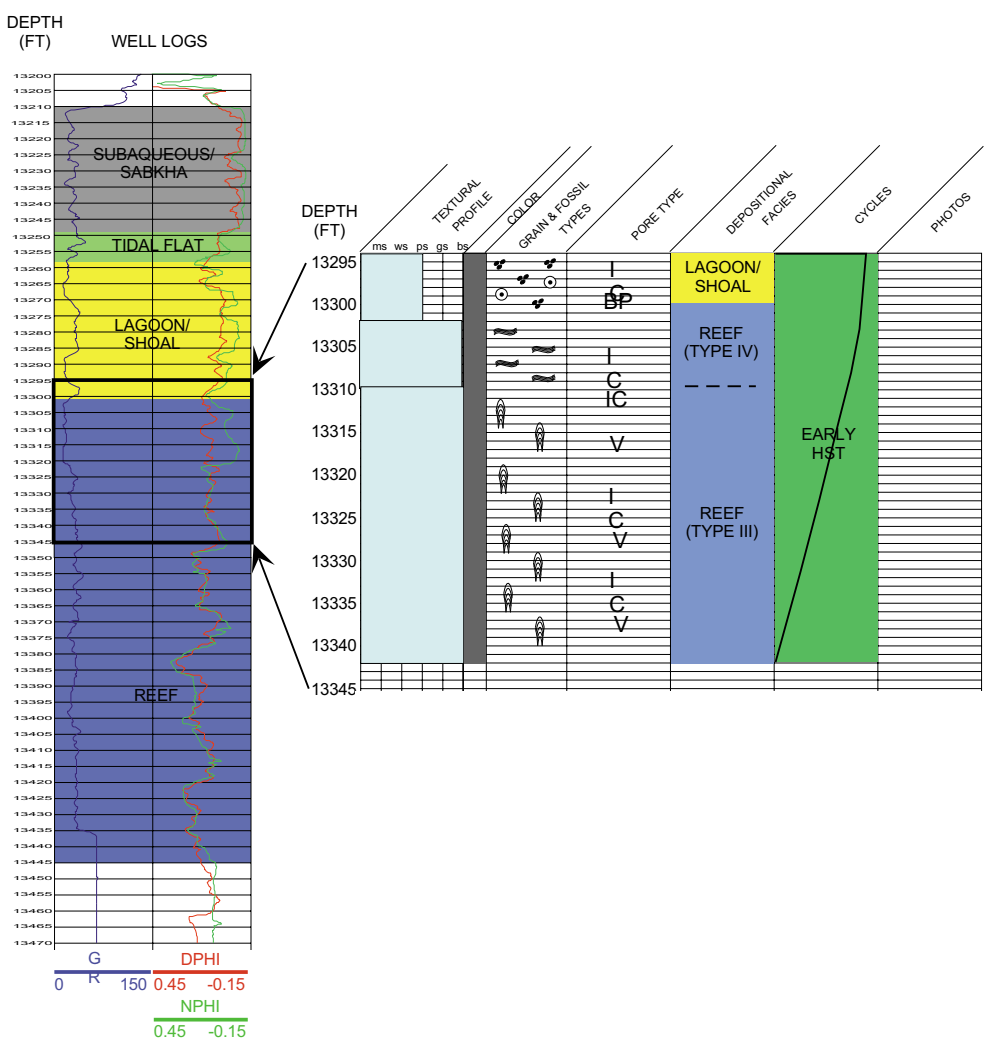 DEPTH
(FT)
WELL LOGS
13200
13205
13210
13215
13220
13225
13230
13235
13240
13245
13250
13255
13260
13265
13270
13275
13280
13285
13290
13295
13300
13305
13310
13315
13320
13325
13330
13335
13340
13345
13350
13355
13360
13365
13370
13375
13380
13385
13390
13395
13400
13405
13410
13415
13420
13425
13430
13435
13440
13445
13450
13455
13460
13465
13470
SUBAQUEOUS/
SABKHA
TIDAL FLAT
LAGOON/
SHOAL
REEF
G
R
0 150
DPHI
0.45 -0.15
NPHI
0.45 -0.15
DEPTH
(FT)
TEXTURAL
PROFILE
COLOR
GRAIN & FOSSIL
TYPES
PORE TYPE
DEPOSITIONAL
FACIES
CYCLES
PHOTOS
ms ws ps gs bs
13295
13300
13305
13310
13315
13320
13325
13330
13335
13340
13345
I
C
BP
I
C
IC
V
I
C
V
I
C
V
LAGOON/
SHOAL
REEF
(TYPE IV)
REEF
(TYPE III)
EARLY
HST